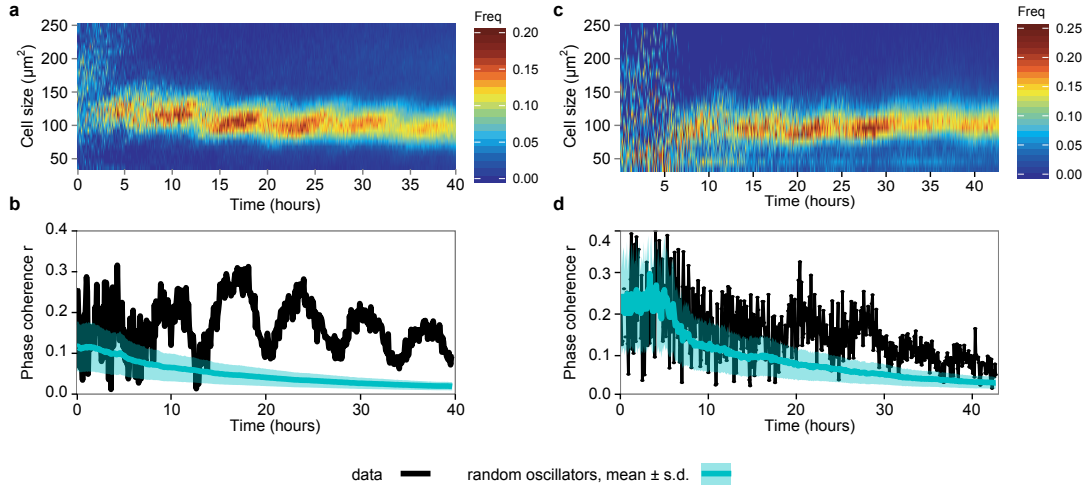 a
Freq
Cell size (µm²)
250
200
150
100
50
0.20
0.15
0.10
0.05
0.00
0 5 10 15 20 25 30 35 40
Time (hours)
c
Freq
Cell size (µm²)
250
200
150
100
50
0.25
0.20
0.15
0.10
0.05
0.00
5 10 15 20 25 30 35 40
Time (hours)
b
Phase coherence r
0.4
0.3
0.2
0.1
0.0
0 10 20 30 40
Time (hours)
d
Phase coherence r
0.4
0.3
0.2
0.1
0.0
0 10 20 30 40
Time (hours)
data random oscillators, mean ± s.d.